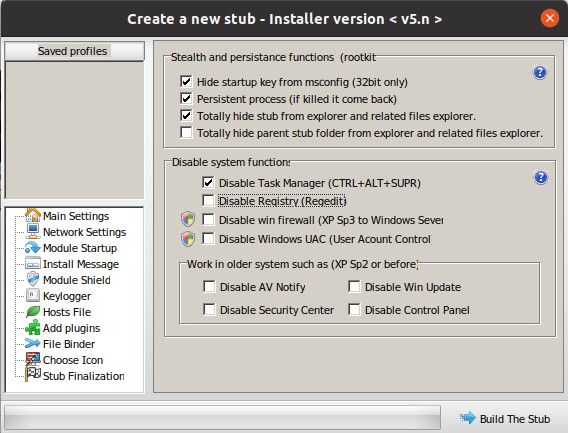 Create a new stub - Installer version < v5.n >
Saved profiles
Stealth and persistance functions (rootkit
Hide startup key from msconfig (32bit only)
Persistent process (if killed it come back)
Totally hide stub from explorer and related files explorer.
Totally hide parent stub folder from explorer and related files explorer.
Disable system functions
Disable Task Manager (CTRL+ALT+SUPR)
Disable Registry (Regedit)
Disable win firewall (XP Sp3 to Windows Sever
Disable Windows UAC (User Acount Control
Work in older system such as (XP Sp2 or before)
Disable AV Notify
Disable Win Update
Disable Security Center
Disable Control Panel
Main Settings
Network Settings
Module Startup
Install Message
Module Shield
Keylogger
Hosts File
Add plugins
File Binder
Choose Icon
Stub Finalization
Build The Stub